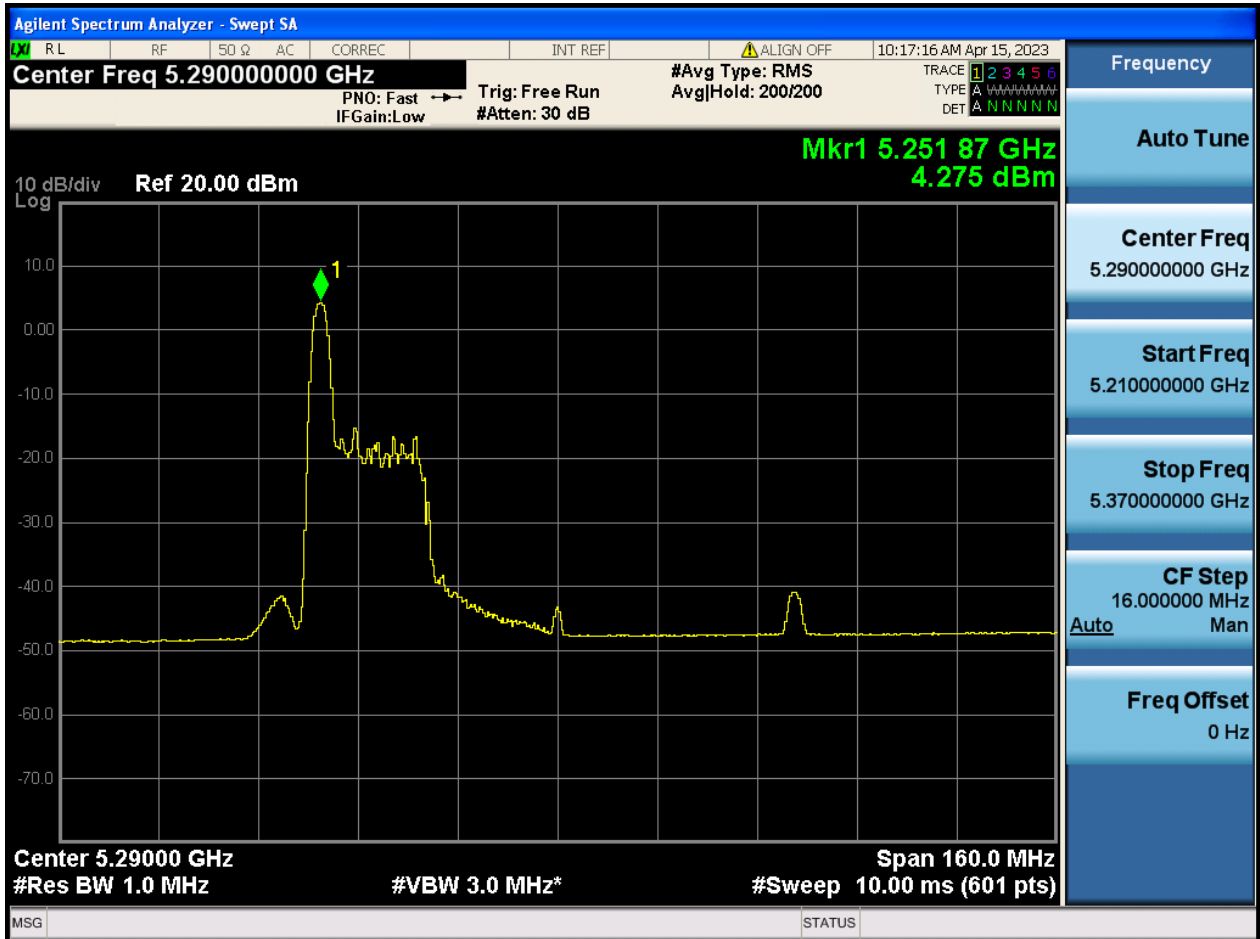 Agilent Spectrum Analyzer - Swept SA
LXI RL RF 50 Ω AC CORREC INT REF ALIGN OFF 10:17:16 AM Apr 15, 2023
Center Freq 5.290000000 GHz
PNO: Fast
IFGain:Low
Trig: Free Run
#Atten: 30 dB
#Avg Type: RMS
Avg|Hold: 200/200
TRACE 1 2 3 4 5 6
TYPE A WWWWW
DET A N N N N N
Mkr1 5.251 87 GHz
4.275 dBm
10 dB/div Ref 20.00 dBm
Log
1
10.0
0.00
-10.0
-20.0
-30.0
-40.0
-50.0
-60.0
-70.0
Center 5.29000 GHz Span 160.0 MHz
#Res BW 1.0 MHz #VBW 3.0 MHz* #Sweep 10.00 ms (601 pts)
MSG STATUS
Frequency
Auto Tune
Center Freq
5.290000000 GHz
Start Freq
5.210000000 GHz
Stop Freq
5.370000000 GHz
CF Step
16.000000 MHz
Auto Man
Freq Offset
0 Hz